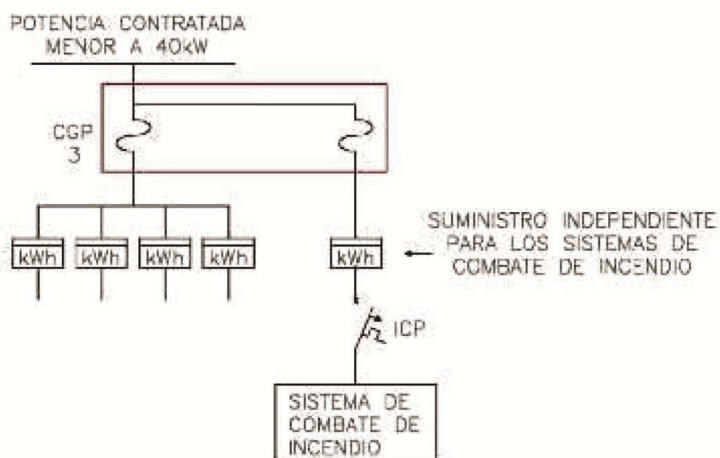 POTENCIA CONTRATADA
MENOR A 40kW
CGP
3
kWh
kWh
kWh
kWh
kWh
SUMINISTRO INDEPENDIENTE
PARA LOS SISTEMAS DE
COMBATE DE INCENDIO
ICP
SISTEMA DE
COMBATE DE
INCENDIO